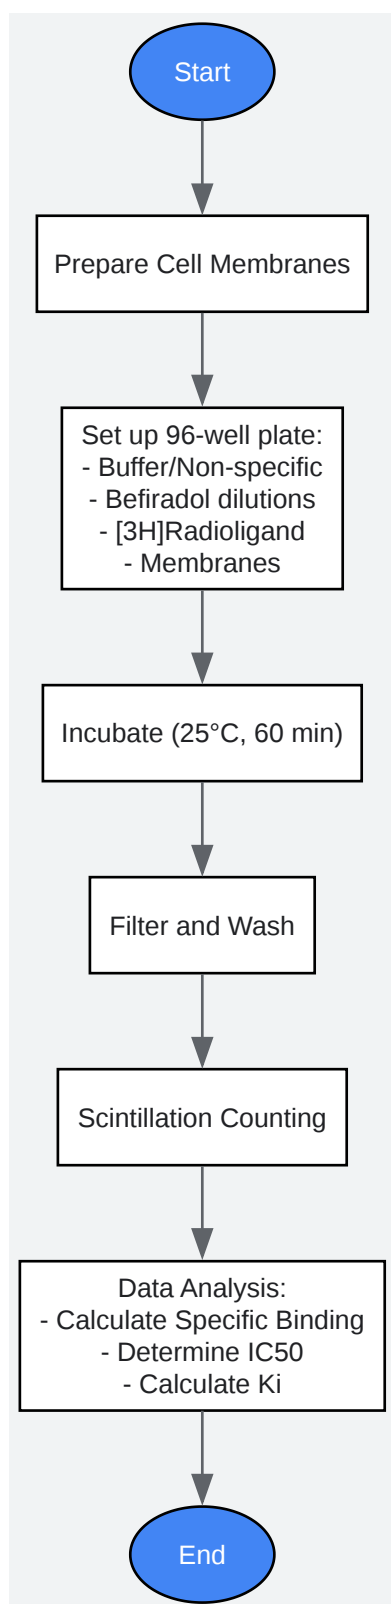 Start
Prepare Cell Membranes
Set up 96-well plate:
- Buffer/Non-specific
- Befiradol dilutions
- [3H]Radioligand
- Membranes
Incubate (25°C, 60 min)
Filter and Wash
Scintillation Counting
Data Analysis:
- Calculate Specific Binding
- Determine IC50
- Calculate Ki
End